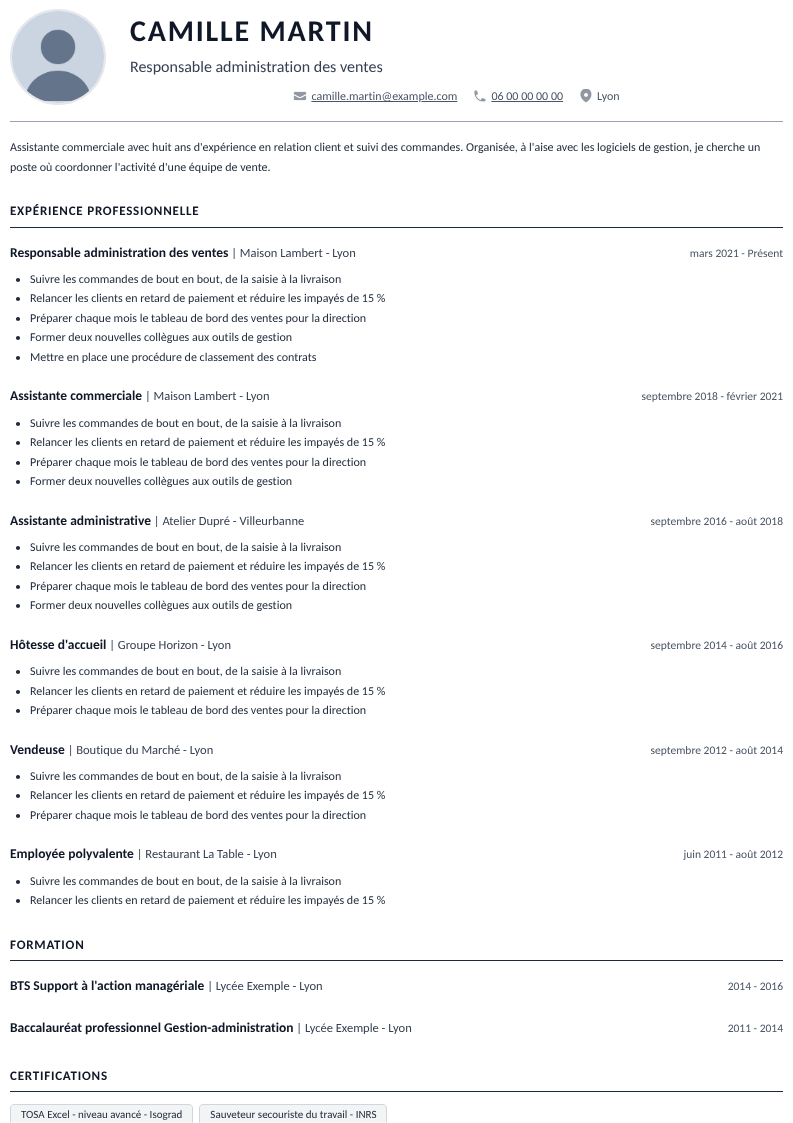 CAMILLE MARTIN
Responsable administration des ventes
camille.martin@example.com 06 00 00 00 00 Lyon
Assistante commerciale avec huit ans d'expérience en relation client et suivi des commandes. Organisée, à l'aise avec les logiciels de gestion, je cherche un
poste où coordonner l'activité d'une équipe de vente.
EXPÉRIENCE PROFESSIONNELLE
Responsable administration des ventes | Maison Lambert - Lyon mars 2021 - Présent
• Suivre les commandes de bout en bout, de la saisie à la livraison
• Relancer les clients en retard de paiement et réduire les impayés de 15 %
• Préparer chaque mois le tableau de bord des ventes pour la direction
• Former deux nouvelles collègues aux outils de gestion
• Mettre en place une procédure de classement des contrats
Assistante commerciale | Maison Lambert - Lyon septembre 2018 - février 2021
• Suivre les commandes de bout en bout, de la saisie à la livraison
• Relancer les clients en retard de paiement et réduire les impayés de 15 %
• Préparer chaque mois le tableau de bord des ventes pour la direction
• Former deux nouvelles collègues aux outils de gestion
Assistante administrative | Atelier Dupré - Villeurbanne septembre 2016 - août 2018
• Suivre les commandes de bout en bout, de la saisie à la livraison
• Relancer les clients en retard de paiement et réduire les impayés de 15 %
• Préparer chaque mois le tableau de bord des ventes pour la direction
• Former deux nouvelles collègues aux outils de gestion
Hôtesse d'accueil | Groupe Horizon - Lyon septembre 2014 - août 2016
• Suivre les commandes de bout en bout, de la saisie à la livraison
• Relancer les clients en retard de paiement et réduire les impayés de 15 %
• Préparer chaque mois le tableau de bord des ventes pour la direction
Vendeuse | Boutique du Marché - Lyon septembre 2012 - août 2014
• Suivre les commandes de bout en bout, de la saisie à la livraison
• Relancer les clients en retard de paiement et réduire les impayés de 15 %
• Préparer chaque mois le tableau de bord des ventes pour la direction
Employée polyvalente | Restaurant La Table - Lyon juin 2011 - août 2012
• Suivre les commandes de bout en bout, de la saisie à la livraison
• Relancer les clients en retard de paiement et réduire les impayés de 15 %
FORMATION
BTS Support à l'action managériale | Lycée Exemple - Lyon 2014 - 2016
Baccalauréat professionnel Gestion-administration | Lycée Exemple - Lyon 2011 - 2014
CERTIFICATIONS
TOSA Excel - niveau avancé - Isograd Sauveteur secouriste du travail - INRS